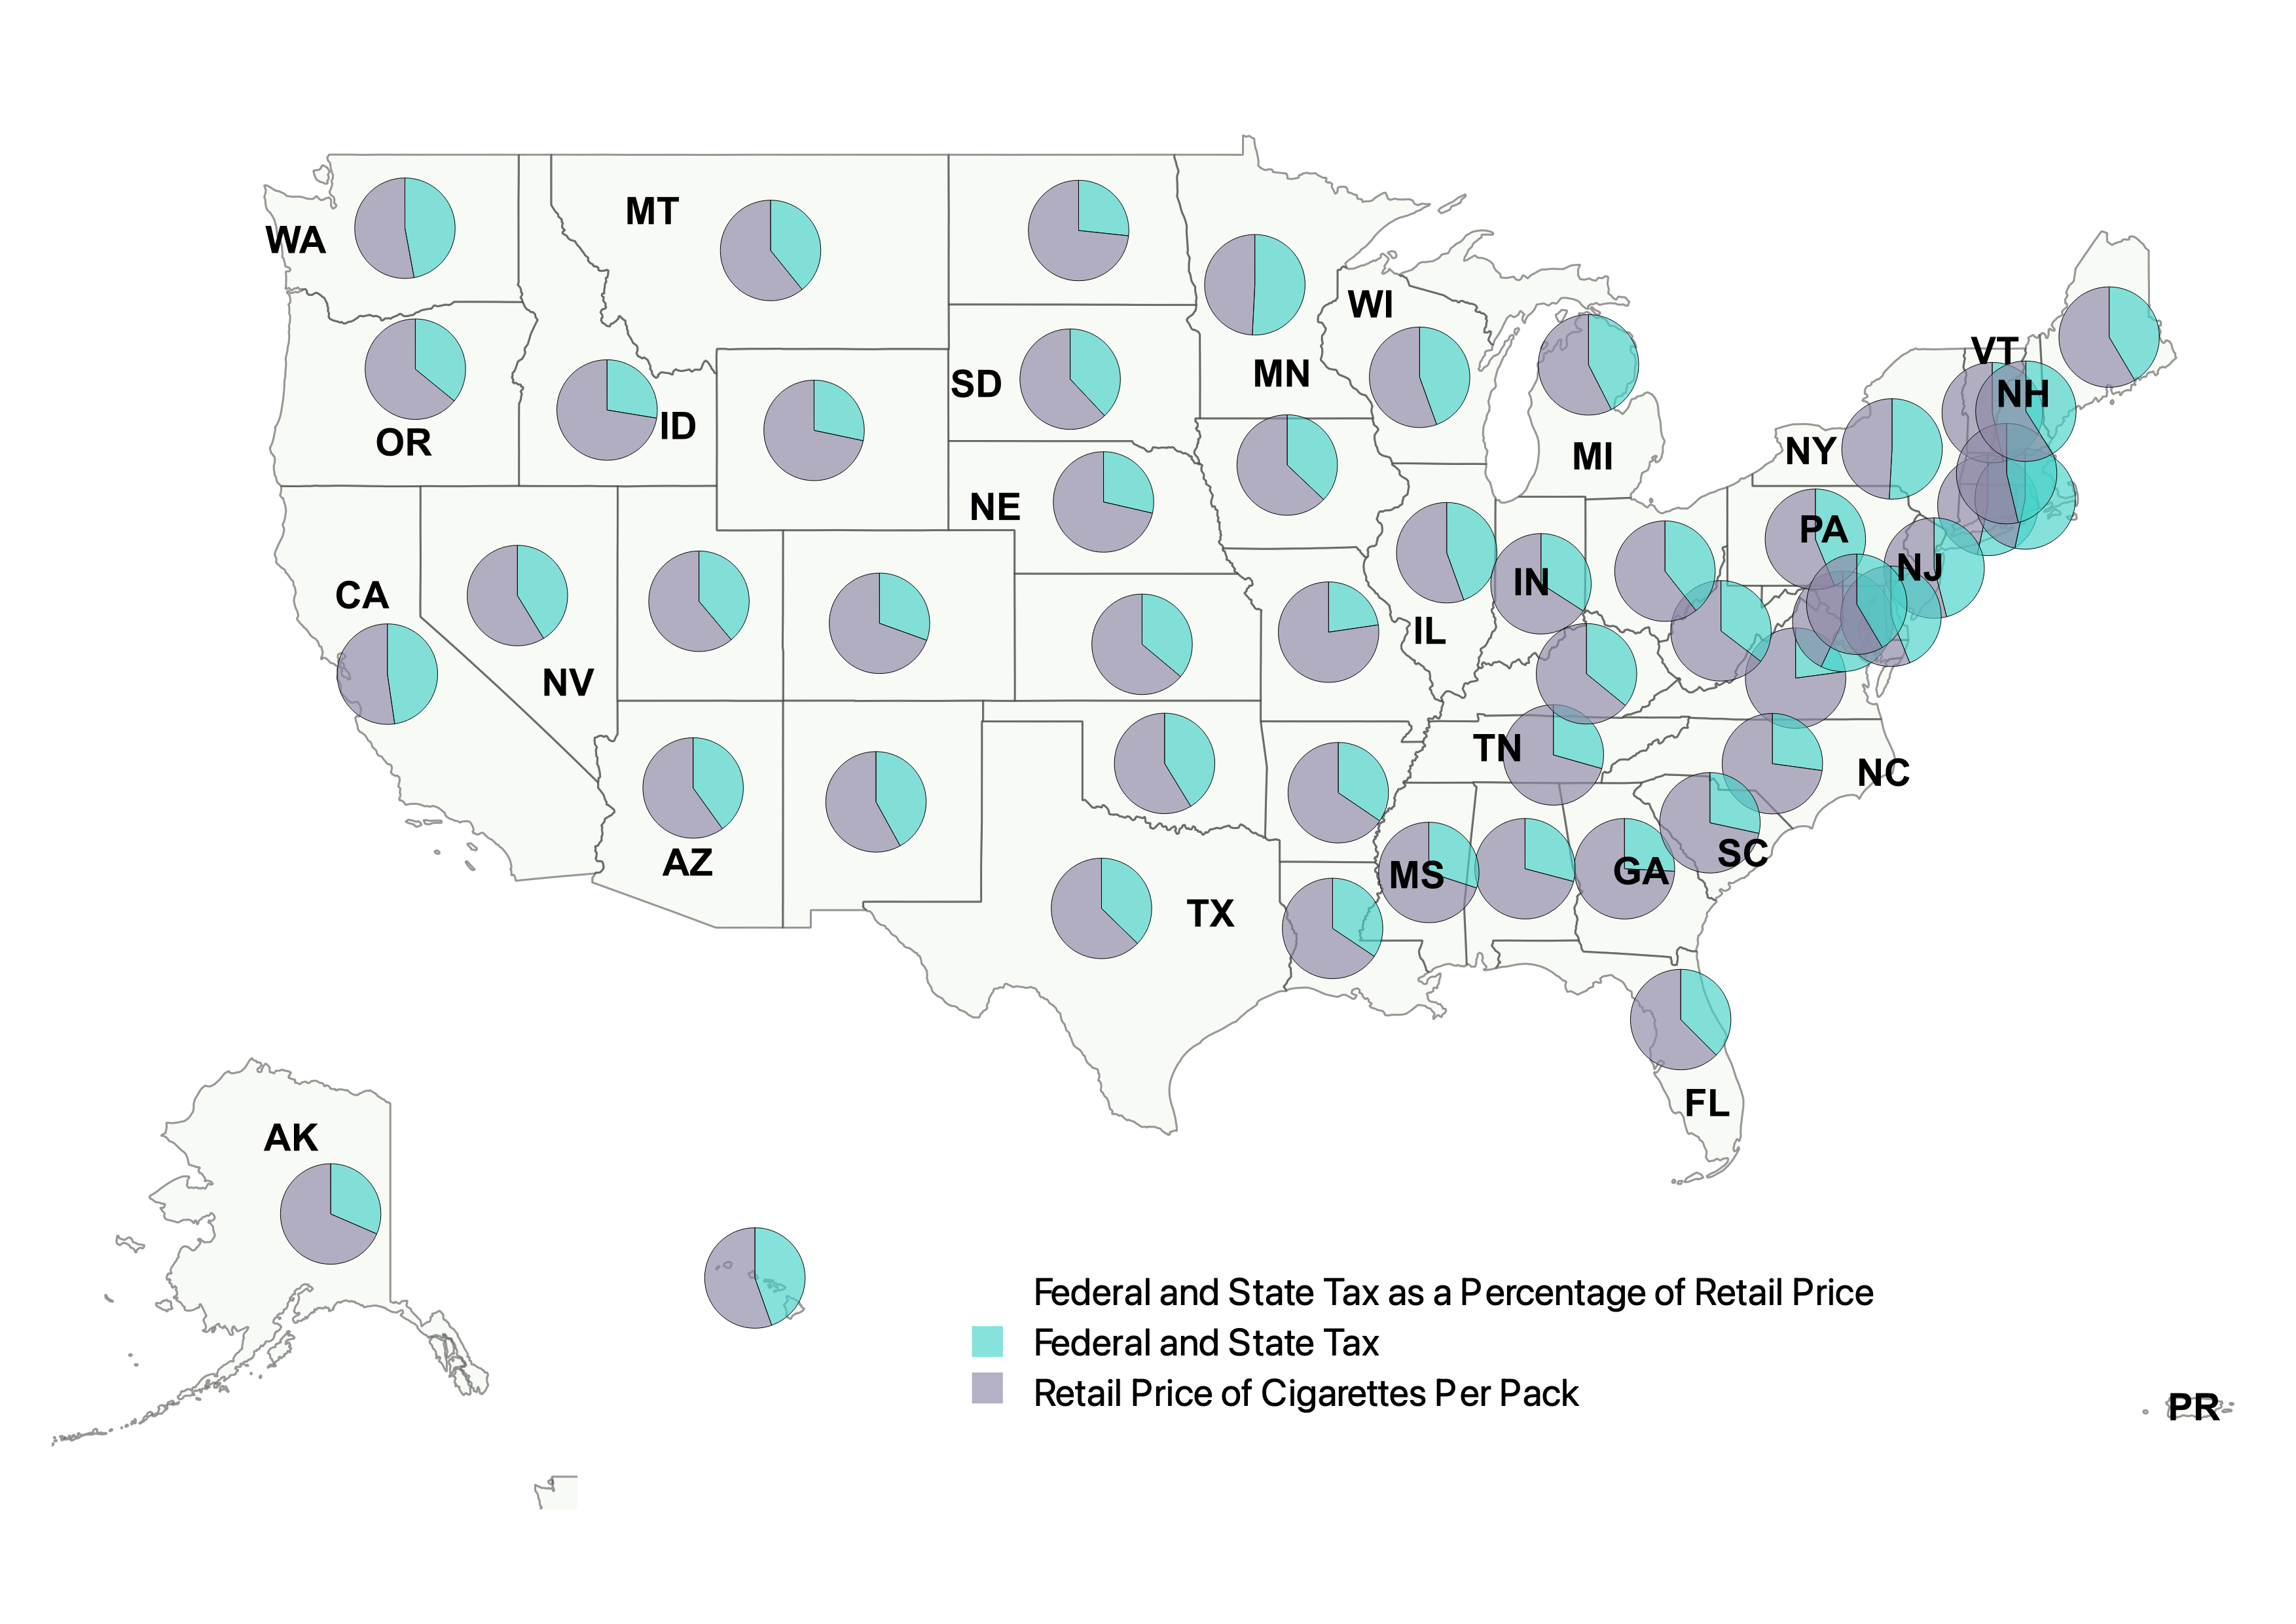 MT
WA
WI
VT
MN
SD
NH
ID
OR
NY
MI
NE
PA
NJ
IN
CA
IL
NV
TN
NC
SC
AZ
GA
MS
TX
FL
AK
Federal and State Tax as a Percentage of Retail Price
Federal and State Tax
Retail Price of Cigarettes Per Pack
PR